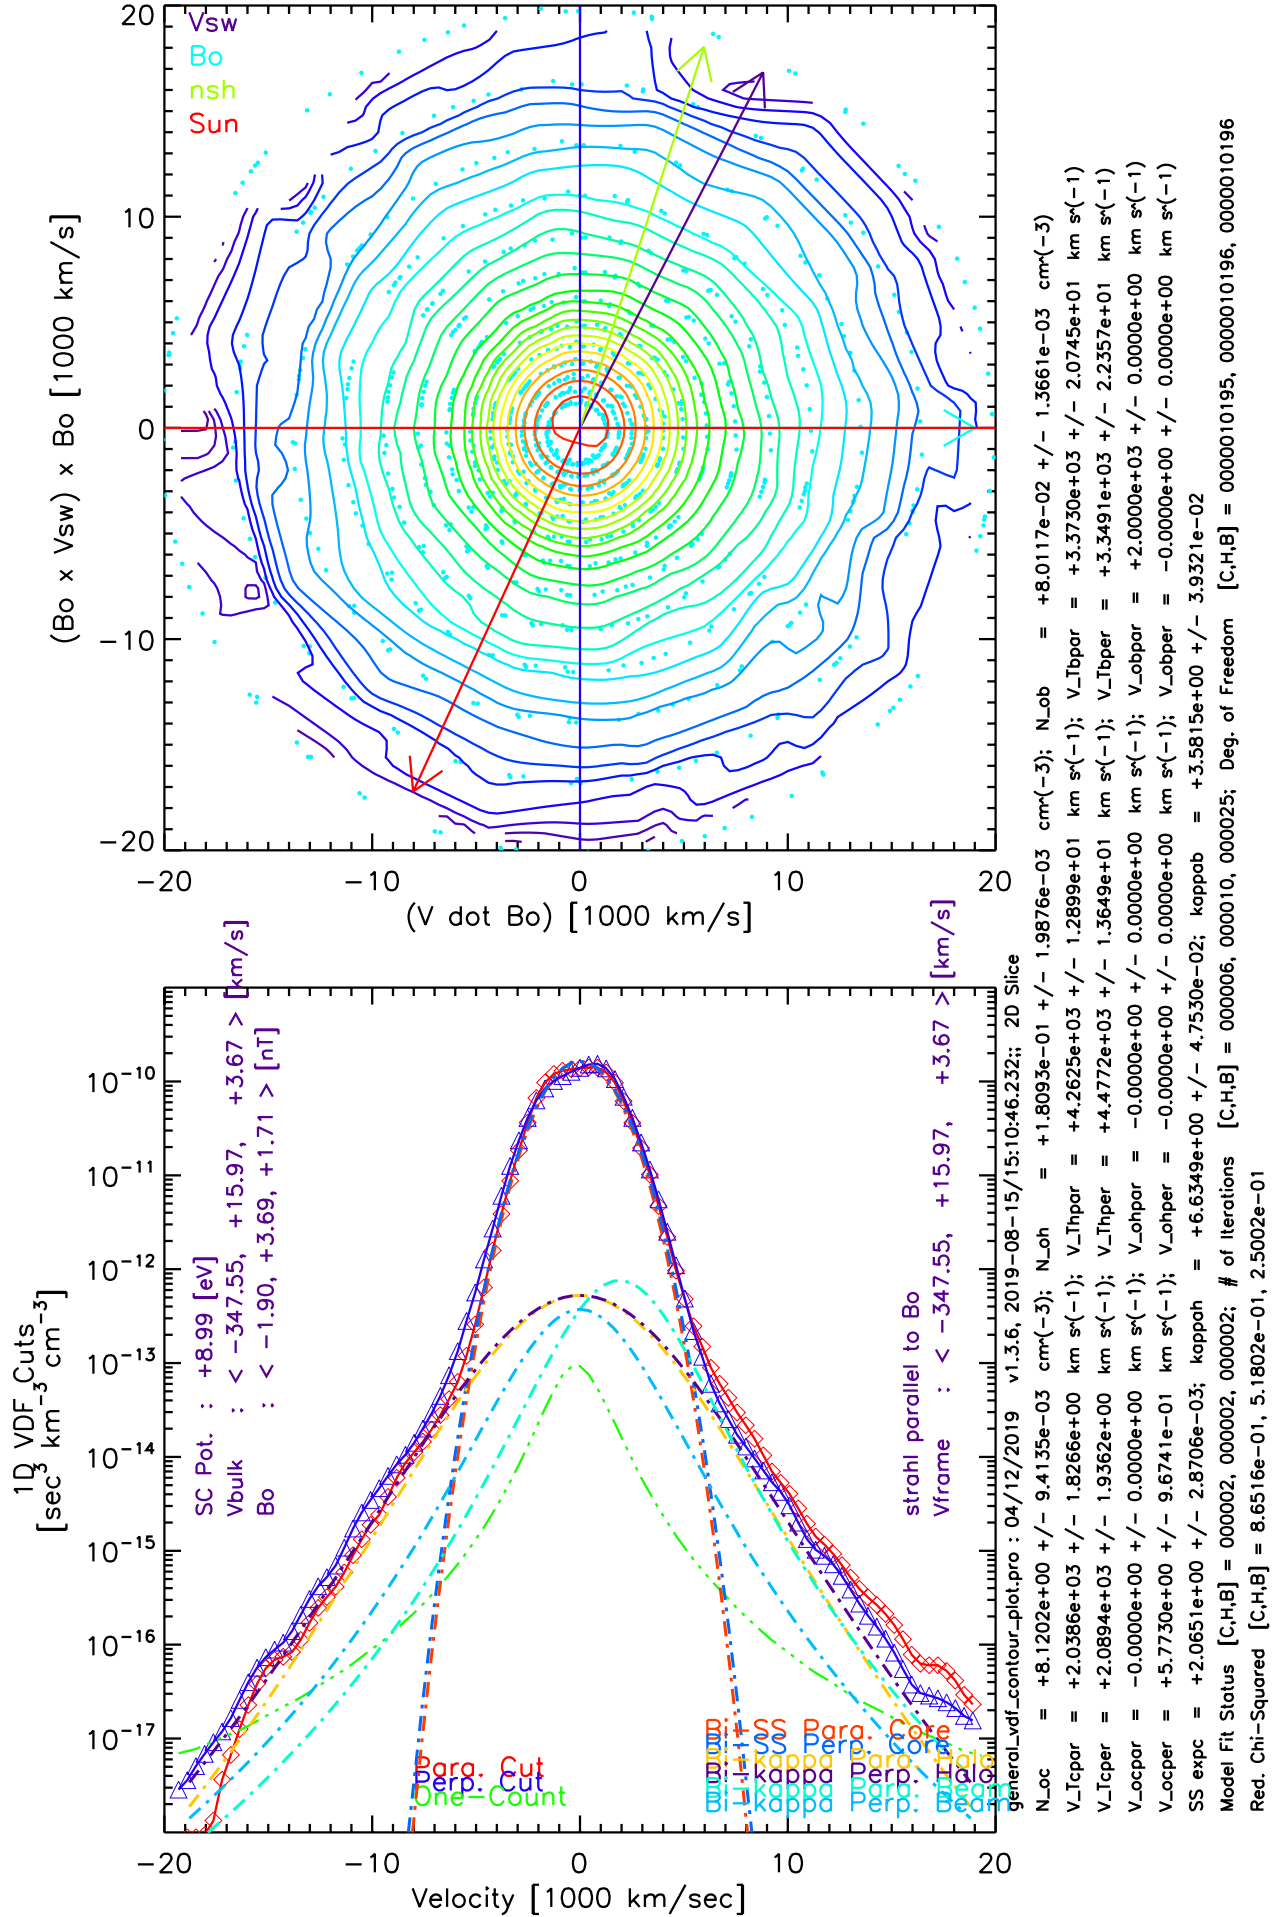 Vsw
Bo
nsh
Sun
20
10
0
−10
−20
(Bo x Vsw) x Bo [1000 km/s]
−20
−10
0
10
20
(V dot Bo) [1000 km/s]
1D VDF Cuts
[sec^3 km^−3 cm^−3]
10^−10
10^−11
10^−12
10^−13
10^−14
10^−15
10^−16
10^−17
SC Pot. : +8.99 [eV]
Vbulk : < −347.55, +15.97, +3.67 > [km/s]
Bo : < −1.90, +3.69, +1.71 > [nT]
strahl parallel to Bo
Vframe : < −347.55, +15.97, +3.67 > [km/s]
Para. Cut
Perp. Cut
One−Count
Bi−SS Para. Core
Bi−SS Perp. Core
Bi−kappa Para. Halo
Bi−kappa Perp. Halo
Bi−kappa Para. Beam
Bi−kappa Perp. Beam
−20
−10
0
10
20
Velocity [1000 km/sec]
general_vdf_contour_plot.pro : 04/12/2019 v1.3.6, 2019−08−15/15:10:46.232;; 2D Slice
N_oc = +8.1202e+00 +/− 9.4135e−03 cm^(−3); N_oh = +1.8093e−01 +/− 1.9876e−03 cm^(−3); N_ob = +8.0117e−02 +/− 1.3661e−03 cm^(−3)
V_Tcpar = +2.0386e+03 +/− 1.8266e+00 km s^(−1); V_Thpar = +4.2625e+03 +/− 1.2899e+01 km s^(−1); V_Tbpar = +3.3730e+03 +/− 2.0745e+01 km s^(−1)
V_Tcper = +2.0894e+03 +/− 1.9362e+00 km s^(−1); V_Thper = +4.4772e+03 +/− 1.3649e+01 km s^(−1); V_Tbper = +3.3491e+03 +/− 2.2357e+01 km s^(−1)
V_ocpar = −0.0000e+00 +/− 0.0000e+00 km s^(−1); V_ohpar = −0.0000e+00 +/− 0.0000e+00 km s^(−1); V_obpar = +2.0000e+03 +/− 0.0000e+00 km s^(−1)
V_ocper = +5.7730e+00 +/− 9.6741e−01 km s^(−1); V_ohper = −0.0000e+00 +/− 0.0000e+00 km s^(−1); V_obper = −0.0000e+00 +/− 0.0000e+00 km s^(−1)
SS expc = +2.0651e+00 +/− 2.8706e−03; kappah = +6.6349e+00 +/− 4.7530e−02; kappab = +3.5815e+00 +/− 3.9321e−02
Model Fit Status [C,H,B] = 000002, 000002, 000002; # of Iterations [C,H,B] = 000006, 000010, 000025; Deg. of Freedom [C,H,B] = 0000010195, 0000010196, 0000010196
Red. Chi−Squared [C,H,B] = 8.6516e−01, 5.1802e−01, 2.5002e−01